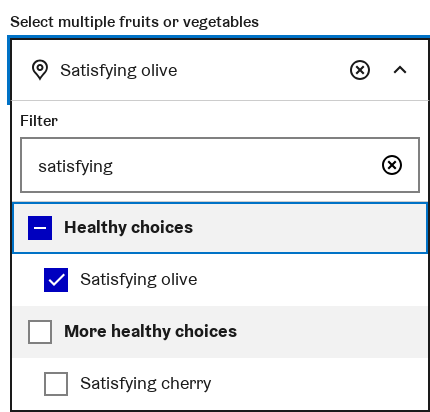 Select multiple fruits or vegetables
Satisfying olive
Filter
satisfying
Healthy choices
Satisfying olive
More healthy choices
Satisfying cherry